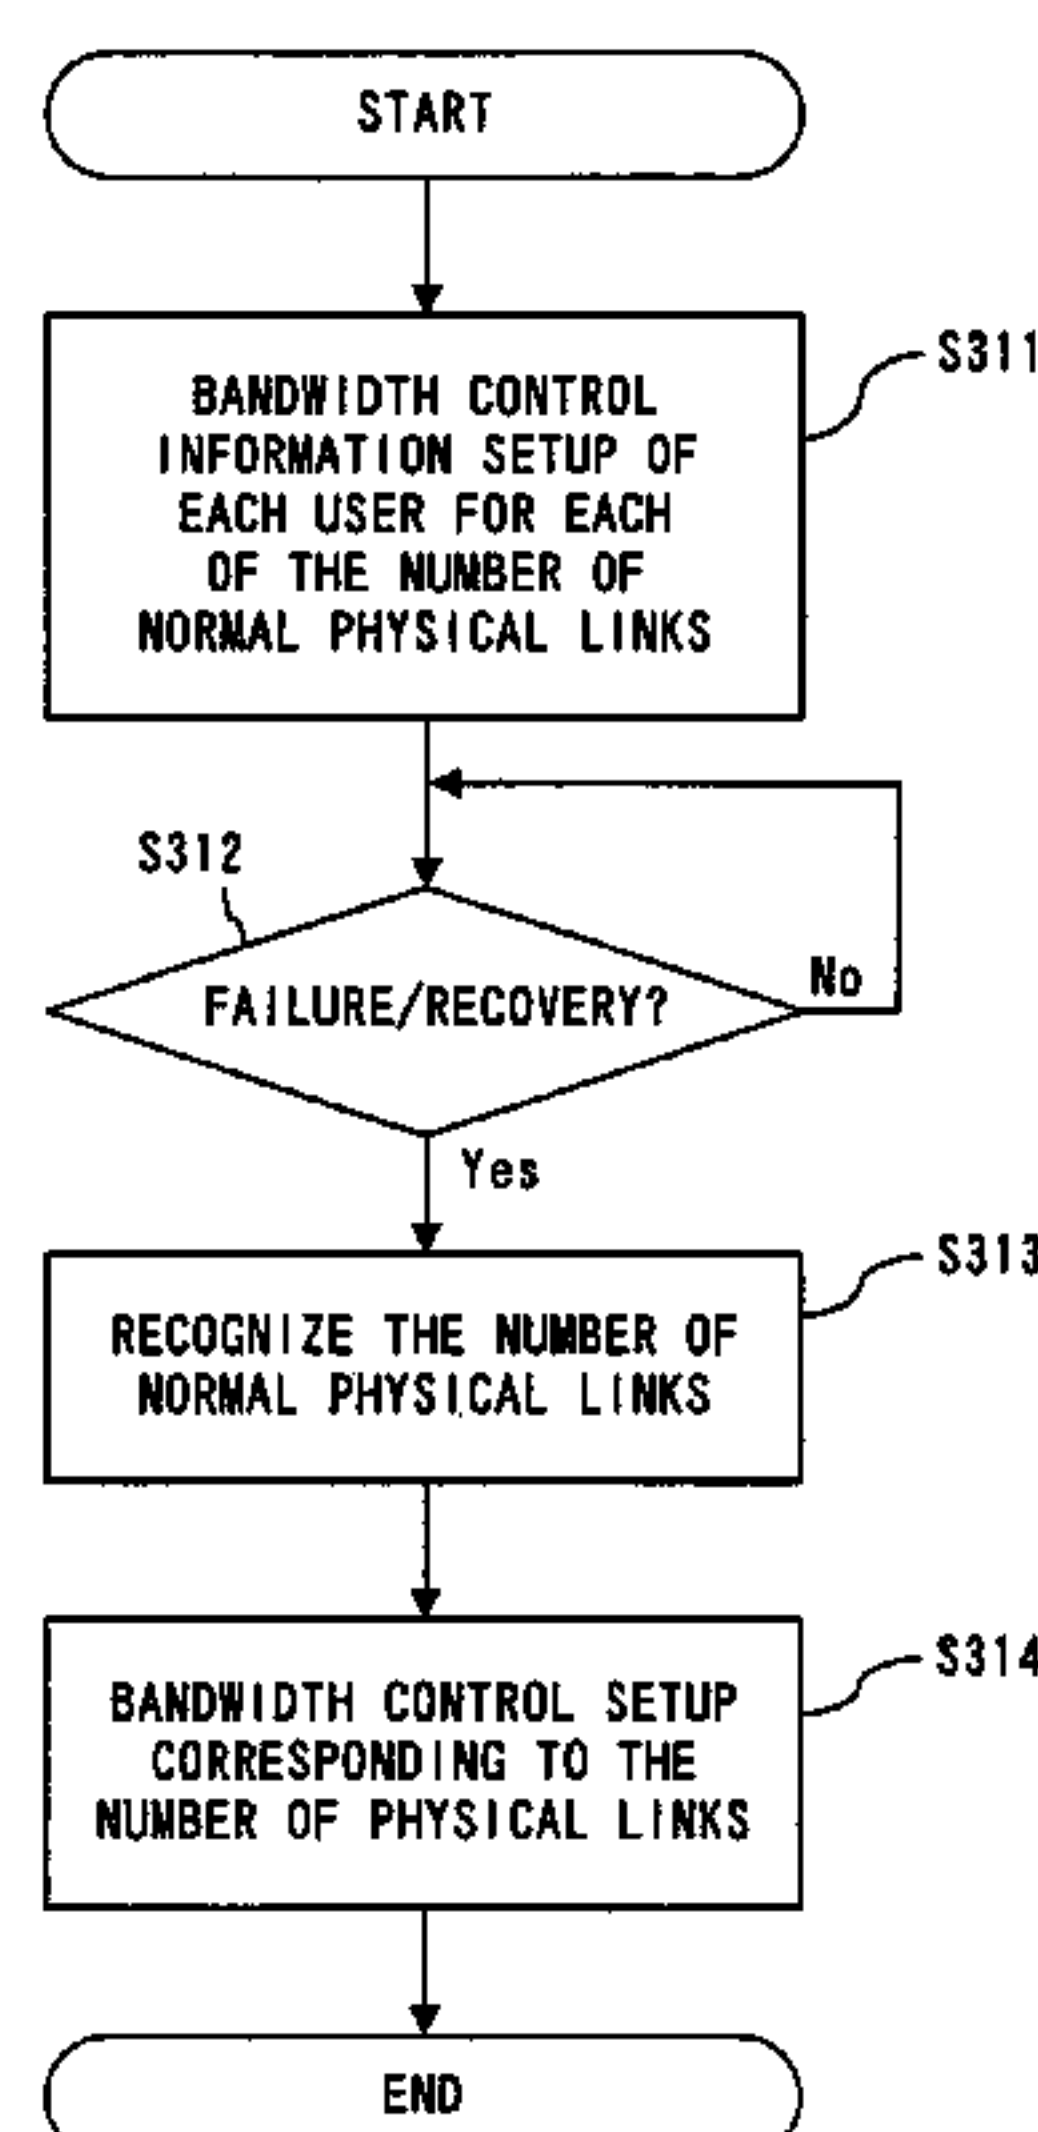 START
S311
BANDWIDTH CONTROL
INFORMATION SETUP OF
EACH USER FOR EACH
OF THE NUMBER OF
NORMAL PHYSICAL LINKS
S312
FAILURE/RECOVERY?
No
Yes
S313
RECOGNIZE THE NUMBER OF
NORMAL PHYSICAL LINKS
S314
BANDWIDTH CONTROL SETUP
CORRESPONDING TO THE
NUMBER OF PHYSICAL LINKS
END